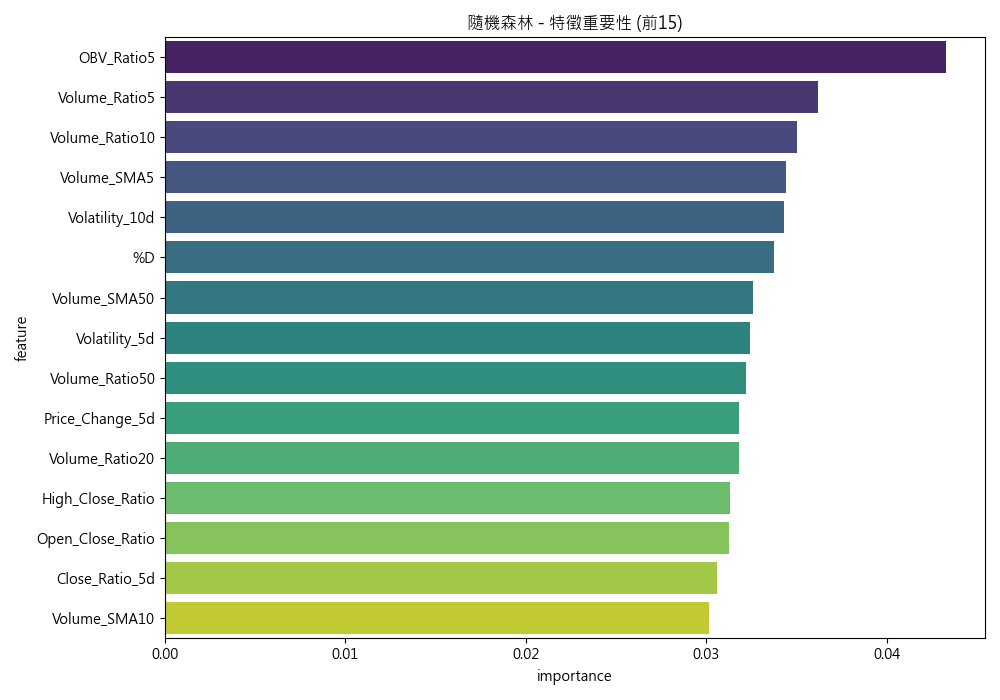 隨機森林 - 特徵重要性 (前15)
feature
OBV_Ratio5
Volume_Ratio5
Volume_Ratio10
Volume_SMA5
Volatility_10d
%D
Volume_SMA50
Volatility_5d
Volume_Ratio50
Price_Change_5d
Volume_Ratio20
High_Close_Ratio
Open_Close_Ratio
Close_Ratio_5d
Volume_SMA10
0.00 0.01 0.02 0.03 0.04
importance